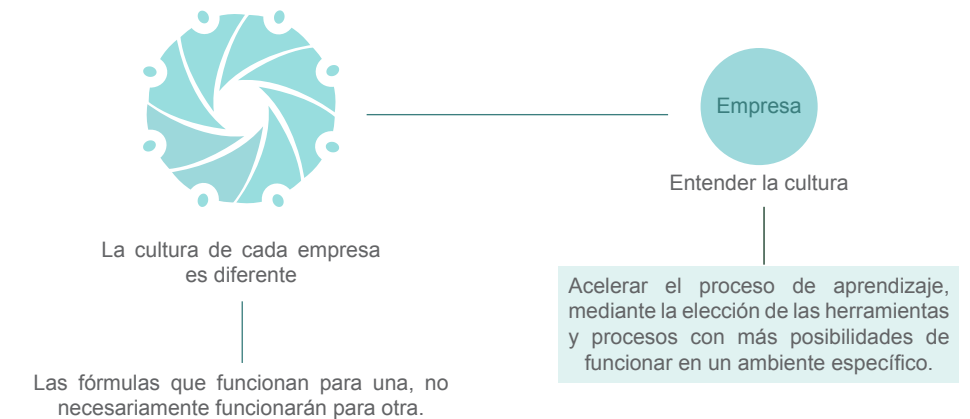 La cultura de cada empresa
es diferente
Las fórmulas que funcionan para una, no
necesariamente funcionarán para otra.
Empresa
Entender la cultura
Acelerar el proceso de aprendizaje,
mediante la elección de las herramientas
y procesos con más posibilidades de
funcionar en un ambiente específico.